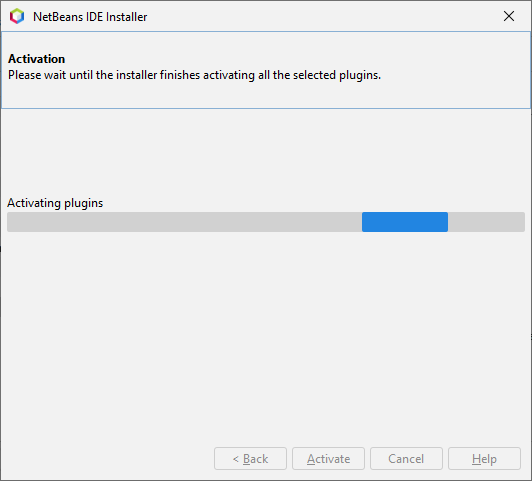 NetBeans IDE Installer
Activation
Please wait until the installer finishes activating all the selected plugins.
Activating plugins
< Back Activate Cancel Help